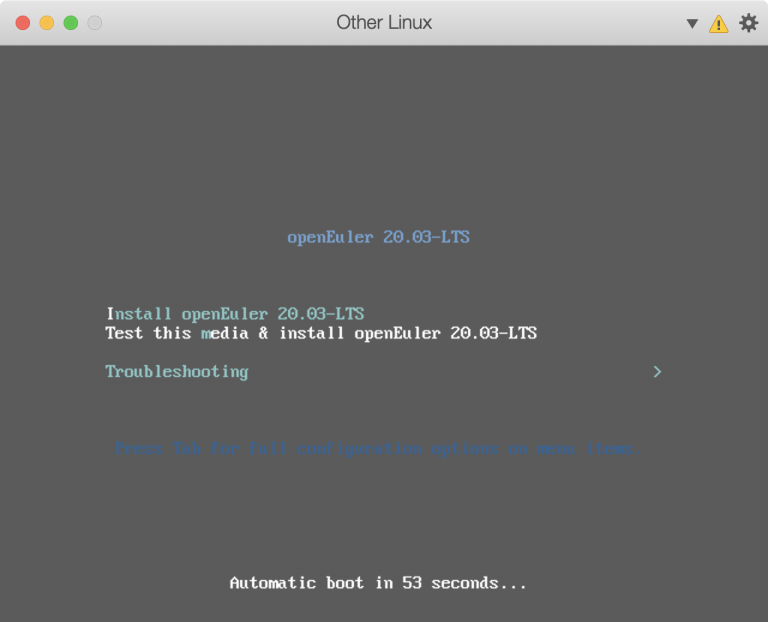 Other Linux
openEuler 20.03-LTS
Install openEuler 20.03-LTS
Test this media & install openEuler 20.03-LTS
Troubleshooting >
Press Tab for full configuration options on menu items.
Automatic boot in 53 seconds...